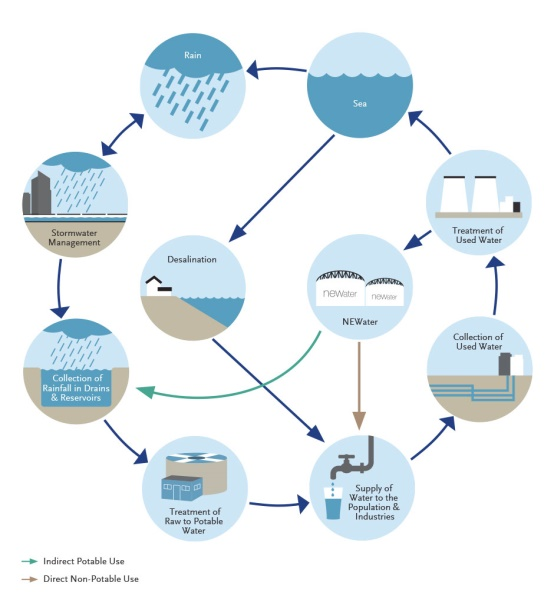 Rain
Sea
Stormwater
Management
Desalination
newater
newater
NEWater
Treatment of
Used Water
Collection of
Rainfall in Drains
& Reservoirs
Collection of
Used Water
Treatment of
Raw to Potable
Water
Supply of
Water to the
Population &
Industries
Indirect Potable Use
Direct Non-Potable Use